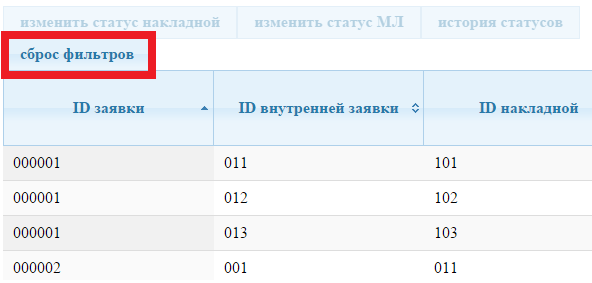 изменить статус накладной изменить статус МЛ история статусов
сброс фильтров
ID заявки ID внутренней заявки ID накладной
000001 011 101
000001 012 102
000001 013 103
000002 001 011